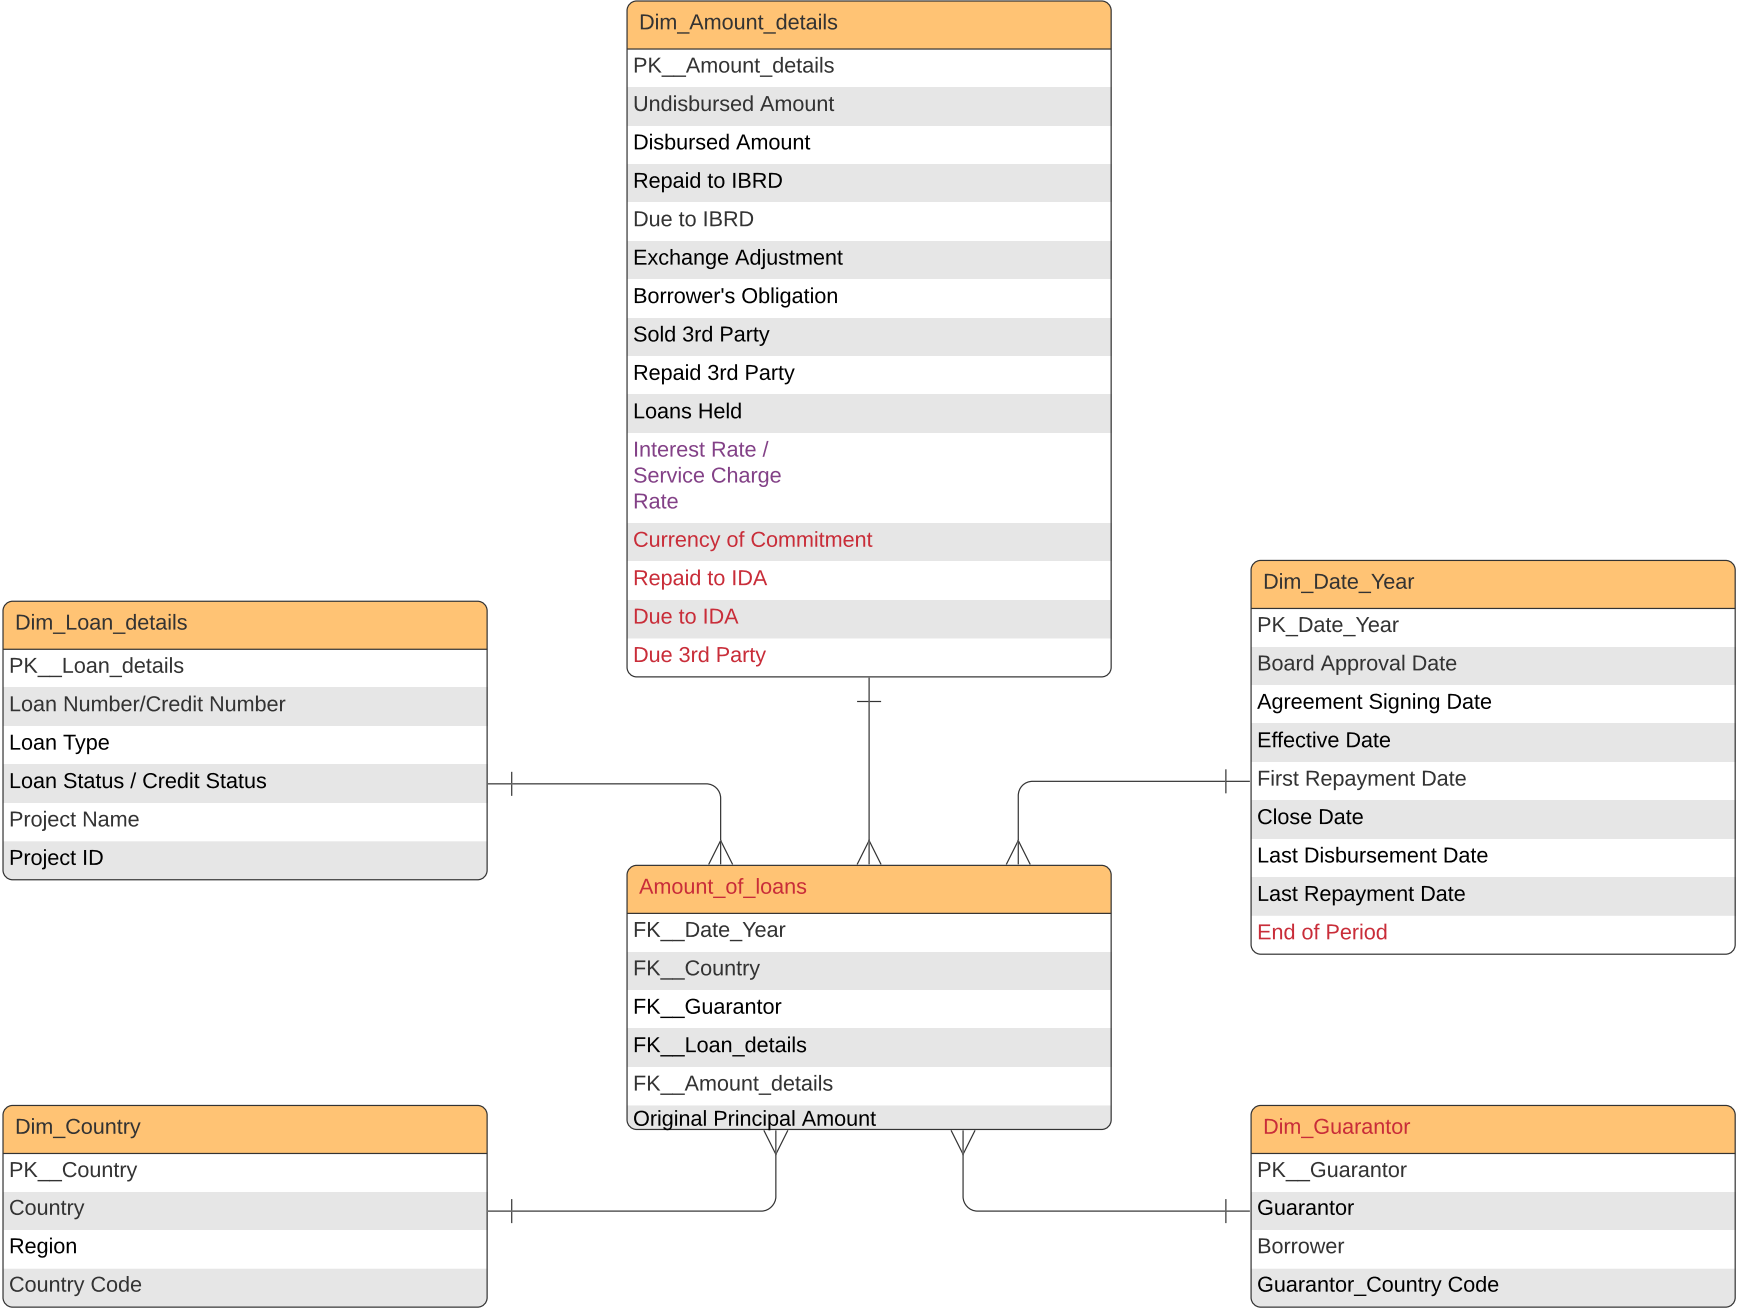 Dim_Amount_details
PK__Amount_details
Undisbursed Amount
Disbursed Amount
Repaid to IBRD
Due to IBRD
Exchange Adjustment
Borrower's Obligation
Sold 3rd Party
Repaid 3rd Party
Loans Held
Interest Rate /
Service Charge
Rate
Currency of Commitment
Repaid to IDA
Due to IDA
Due 3rd Party
Dim_Loan_details
PK__Loan_details
Loan Number/Credit Number
Loan Type
Loan Status / Credit Status
Project Name
Project ID
Dim_Date_Year
PK_Date_Year
Board Approval Date
Agreement Signing Date
Effective Date
First Repayment Date
Close Date
Last Disbursement Date
Last Repayment Date
End of Period
Amount_of_loans
FK__Date_Year
FK__Country
FK__Guarantor
FK__Loan_details
FK__Amount_details
Original Principal Amount
Dim_Country
PK__Country
Country
Region
Country Code
Dim_Guarantor
PK__Guarantor
Guarantor
Borrower
Guarantor_Country Code